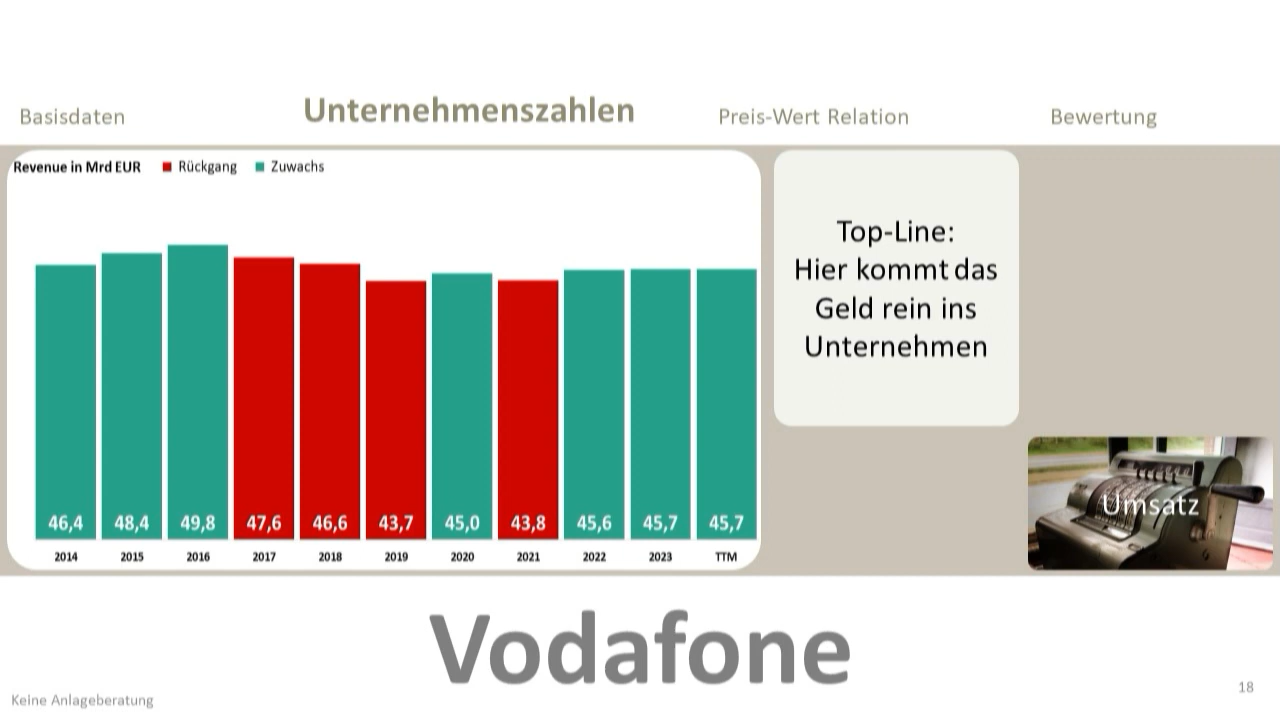 Basisdaten Unternehmenszahlen Preis-Wert Relation Bewertung
Revenue in Mrd EUR Rückgang Zuwachs
Top-Line:
Hier kommt das
Geld rein ins
Unternehmen
46,4 48,4 49,8 47,6 46,6 43,7 45,0 43,8 45,6 45,7 45,7
2014 2015 2016 2017 2018 2019 2020 2021 2022 2023 TTM
Umsatz
Vodafone
Keine Anlageberatung
18